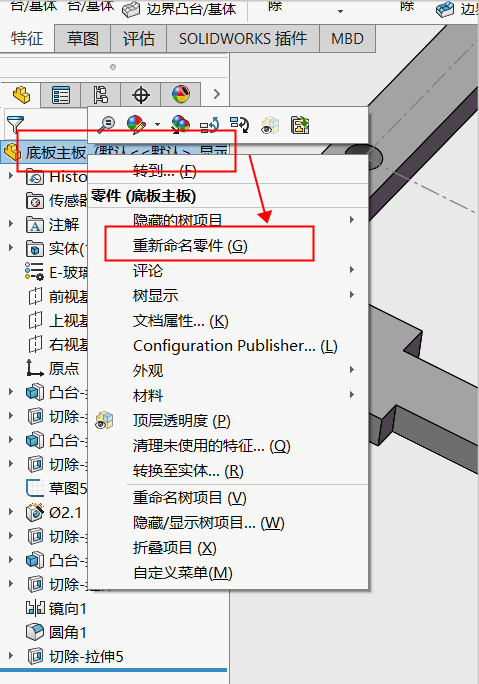 台/基体 台/基体 边界凸台/基体 除 除 边界
特征 草图 评估 SOLIDWORKS 插件 MBD
底板主板 (默认<<默认>_显示
Histo
传感器
注解
实体(
E-玻璃
前视基
上视基
右视基
原点
凸台-
切除-
凸台-
切除-
草图5
Ø2.1
切除-
凸台-
切除-
镜向1
圆角1
切除-拉伸5
转到... (F)
零件 (底板主板)
隐藏的树项目
重新命名零件 (G)
评论
树显示
文档属性... (K)
Configuration Publisher... (L)
外观
材料
顶层透明度 (P)
清理未使用的特征... (Q)
转换至实体... (R)
重命名树项目 (V)
隐藏/显示树项目... (W)
折叠项目 (X)
自定义菜单(M)